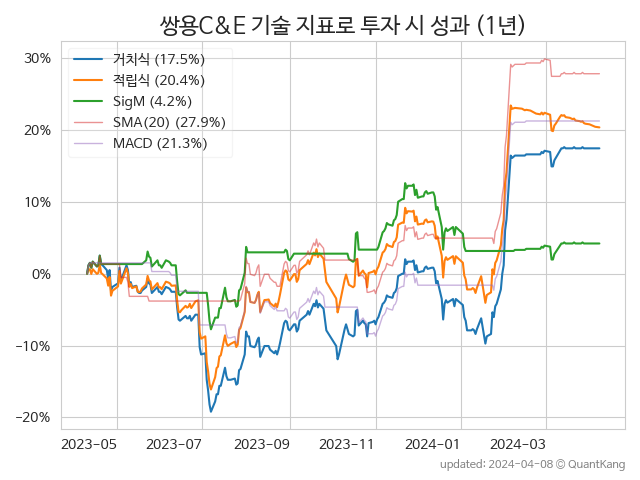 쌍용C&E 기술 지표로 투자 시 성과 (1년)
30%
20%
10%
0%
−10%
−20%
거치식 (17.5%)
적립식 (20.4%)
SigM (4.2%)
SMA(20) (27.9%)
MACD (21.3%)
2023-05 2023-07 2023-09 2023-11 2024-01 2024-03
updated: 2024-04-08 © QuantKang